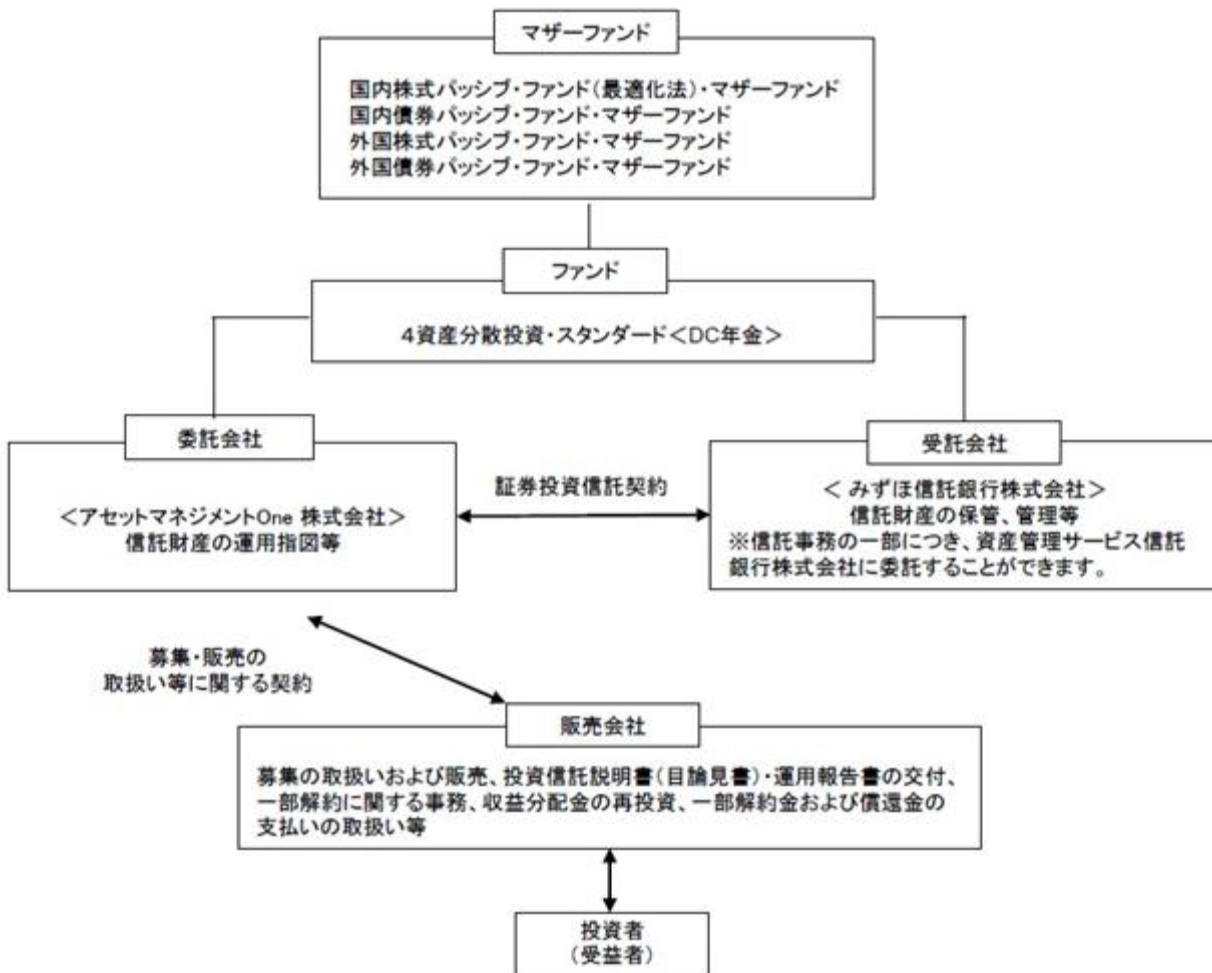 マザーファンド
国内株式パッシブ・ファンド(最適化法)・マザーファンド
国内債券パッシブ・ファンド・マザーファンド
外国株式パッシブ・ファンド・マザーファンド
外国債券パッシブ・ファンド・マザーファンド
ファンド
4資産分散投資・スタンダード<DC年金>
委託会社
<アセットマネジメントOne 株式会社>
信託財産の運用指図等
証券投資信託契約
受託会社
< みずほ信託銀行株式会社>
信託財産の保管、管理等
※信託事務の一部につき、資産管理サービス信託
銀行株式会社に委託することができます。
募集・販売の
取扱い等に関する契約
販売会社
募集の取扱いおよび販売、投資信託説明書(目論見書)・運用報告書の交付、
一部解約に関する事務、収益分配金の再投資、一部解約金および償還金の
支払いの取扱い等
投資者
(受益者)